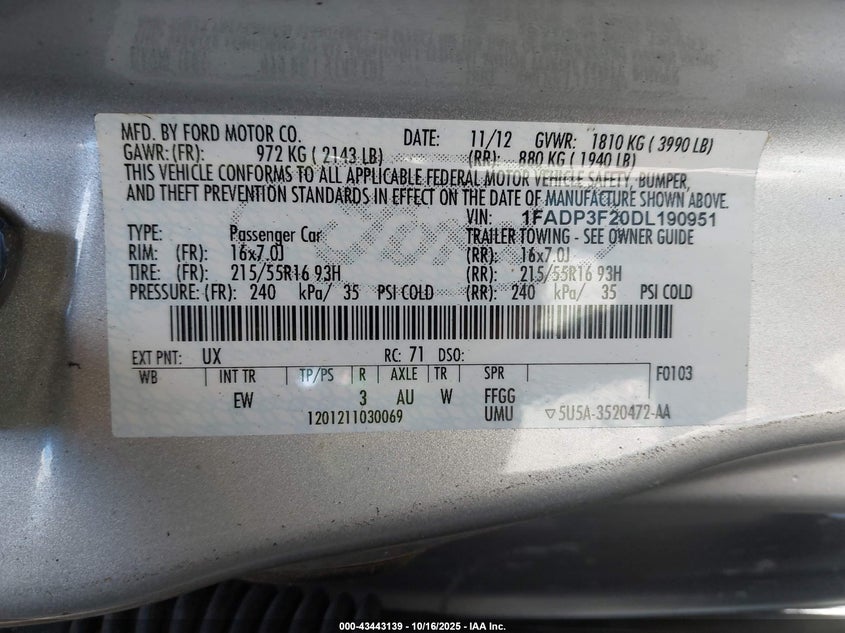 MFD. BY FORD MOTOR CO. DATE: 11/12 GVWR: 1810 KG ( 3990 LB)
GAWR: (FR): 972 KG ( 2143 LB) (RR): 880 KG ( 1940 LB)
THIS VEHICLE CONFORMS TO ALL APPLICABLE FEDERAL MOTOR VEHICLE SAFETY, BUMPER,
AND THEFT PREVENTION STANDARDS IN EFFECT ON THE DATE OF MANUFACTURE SHOWN ABOVE.
VIN: 1FADP3F20DL190951
TYPE: Passenger Car TRAILER TOWING - SEE OWNER GUIDE
RIM: (FR): 16x7.0J (RR): 16x7.0J
TIRE: (FR): 215/55R16 93H (RR): 215/55R16 93H
PRESSURE: (FR): 240 kPa/ 35 PSI COLD (RR): 240 kPa/ 35 PSI COLD
EXT PNT: UX RC: 71 DSO:
WB INT TR TP/PS R AXLE TR SPR F0103
EW 3 AU W FFGG
1201211030069 UMU ▽5U5A-3520472-AA
000-43443139 - 10/16/2025 - IAA Inc.